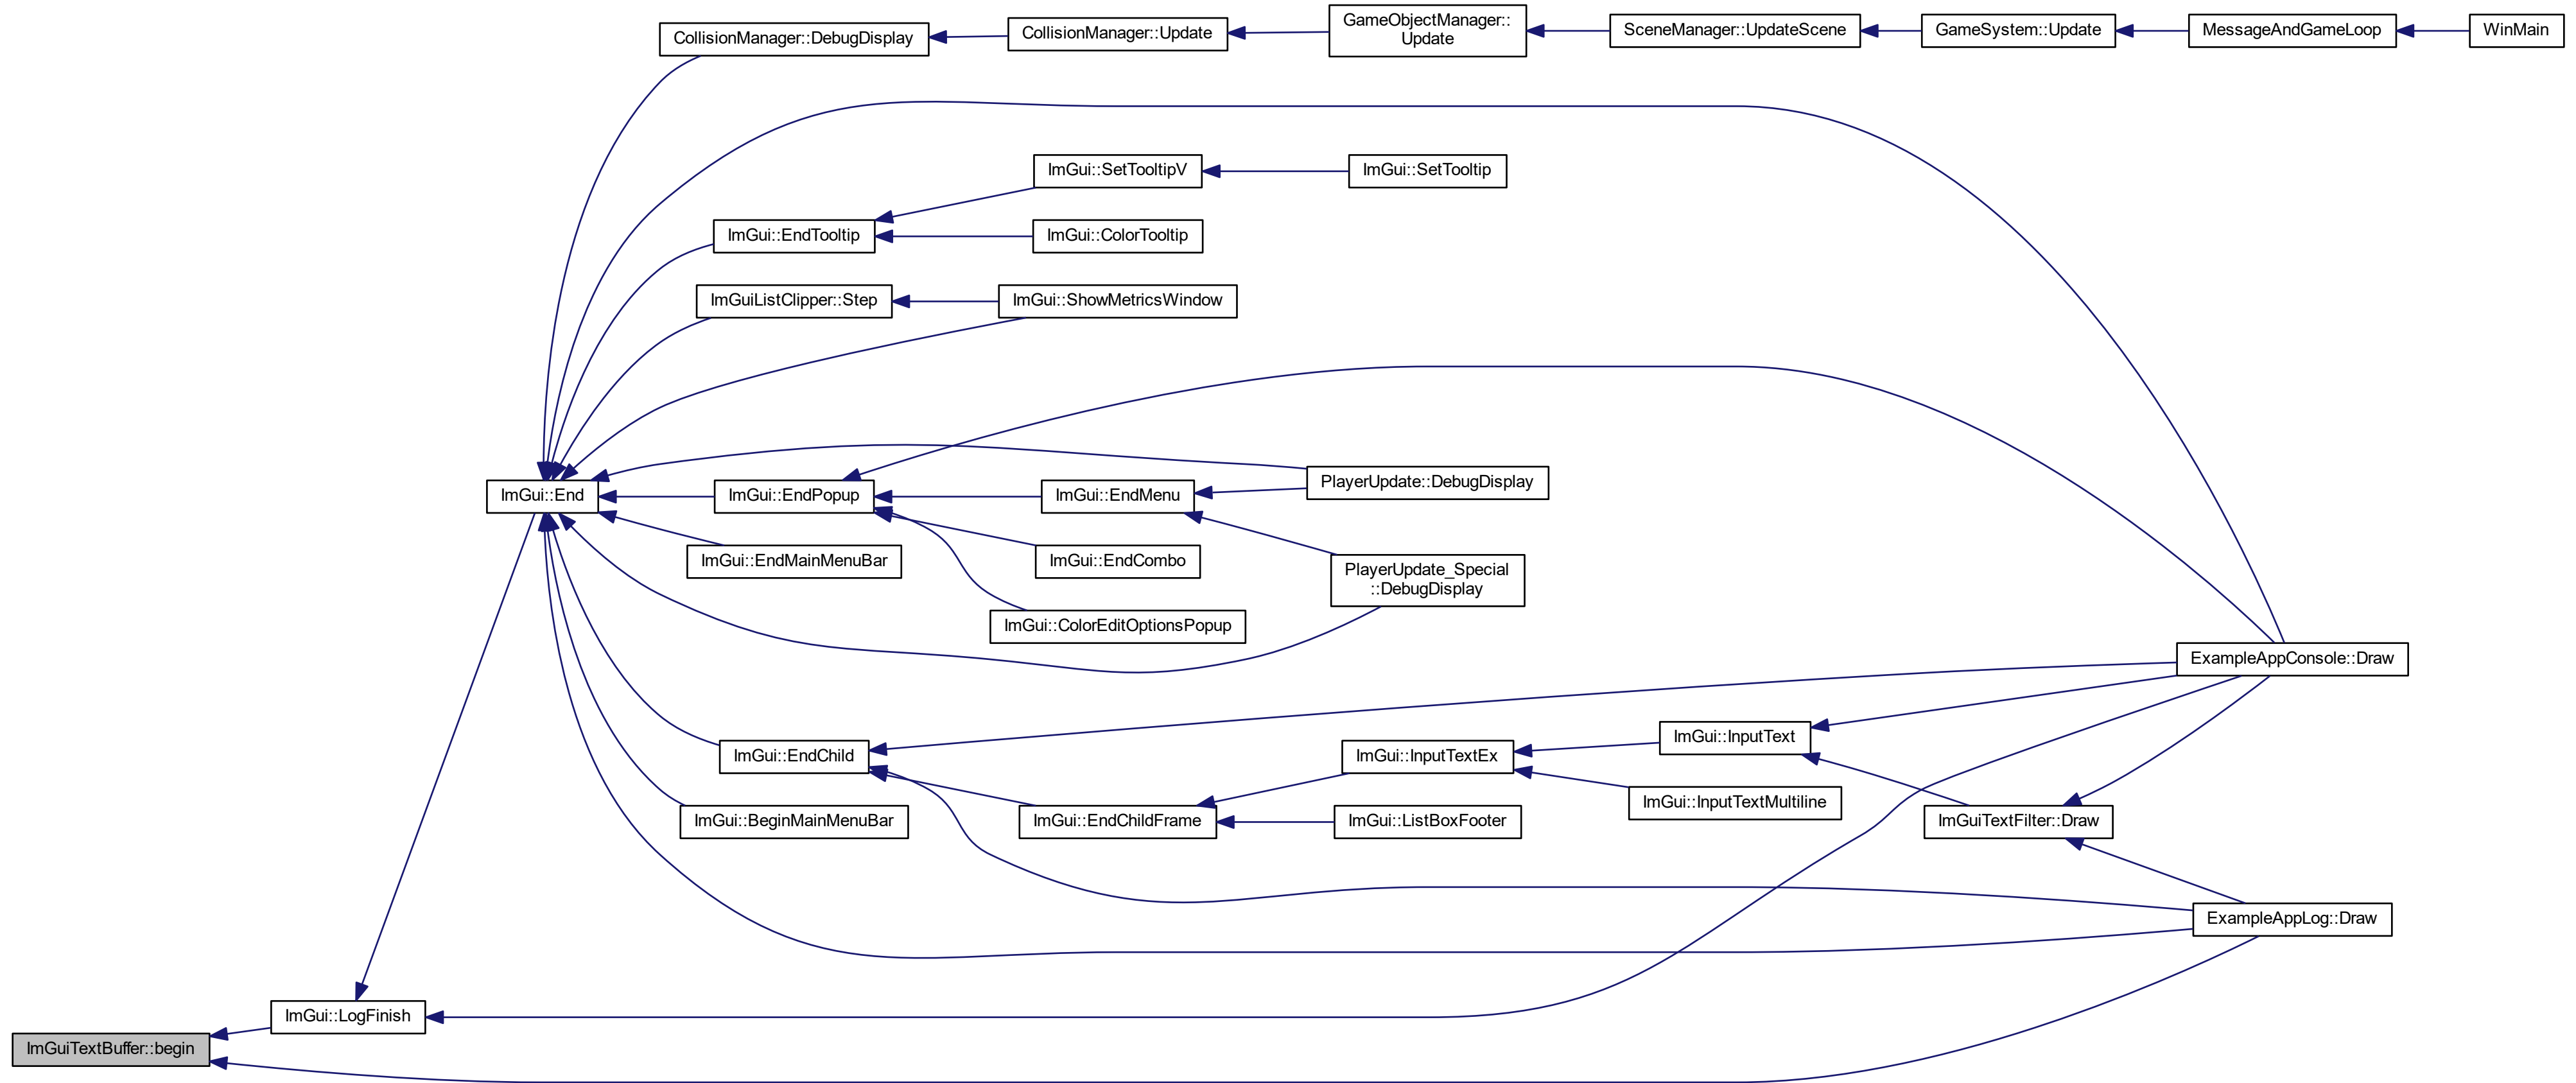 CollisionManager::DebugDisplay
CollisionManager::Update
GameObjectManager::
Update
SceneManager::UpdateScene
GameSystem::Update
MessageAndGameLoop
WinMain
ImGui::SetTooltipV
ImGui::SetTooltip
ImGui::EndTooltip
ImGui::ColorTooltip
ImGuiListClipper::Step
ImGui::ShowMetricsWindow
ImGui::End
ImGui::EndPopup
ImGui::EndMenu
PlayerUpdate::DebugDisplay
ImGui::EndMainMenuBar
ImGui::EndCombo
PlayerUpdate_Special
::DebugDisplay
ImGui::ColorEditOptionsPopup
ExampleAppConsole::Draw
ImGui::EndChild
ImGui::InputTextEx
ImGui::InputText
ImGui::InputTextMultiline
ImGui::BeginMainMenuBar
ImGui::EndChildFrame
ImGui::ListBoxFooter
ImGuiTextFilter::Draw
ExampleAppLog::Draw
ImGui::LogFinish
ImGuiTextBuffer::begin